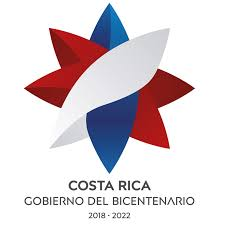 COSTA RICA
GOBIERNO DEL BICENTENARIO
2018 - 2022